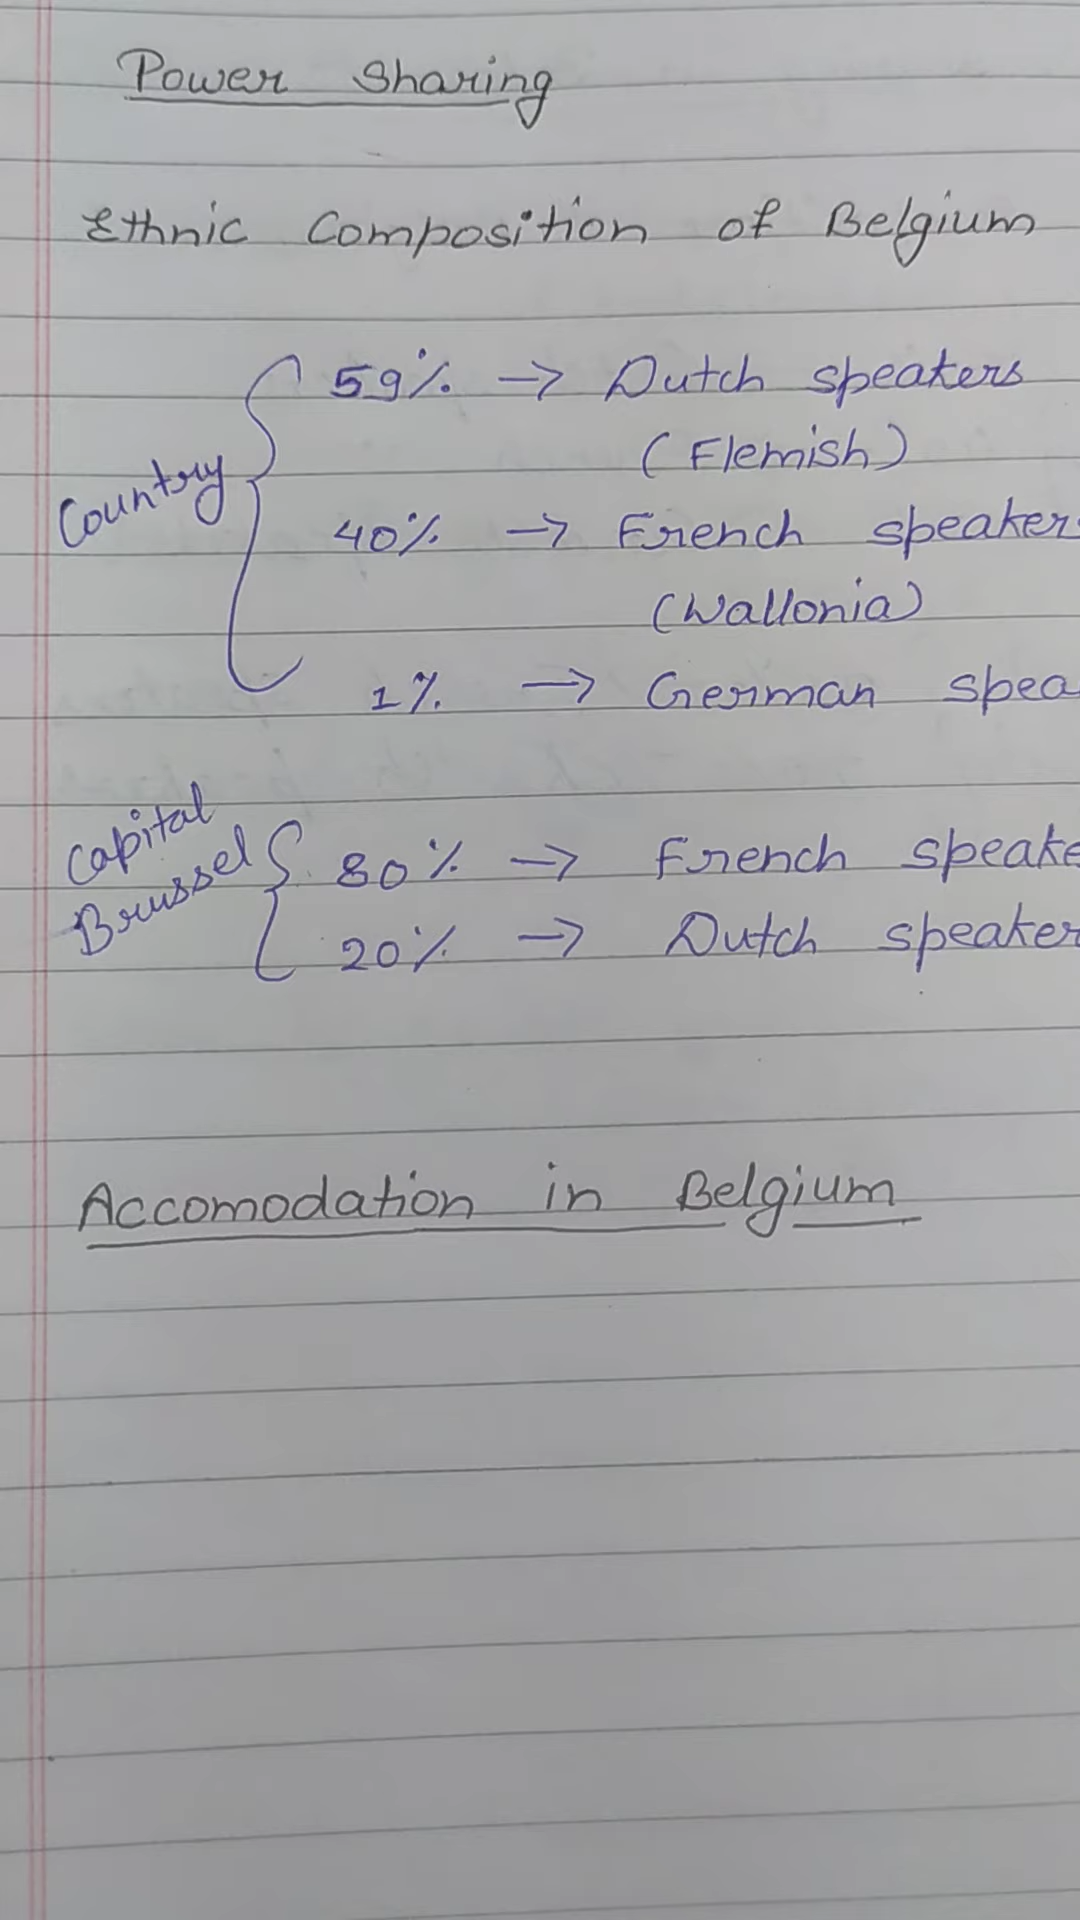 Power Sharing
Ethnic Composition of Belgium
Country
59% → Dutch speakers
(Flemish)
40% → French speakers
(Wallonia)
1% → German spea
Capital
Brussel
80% → French speake
20% → Dutch speaker
Accomodation in Belgium